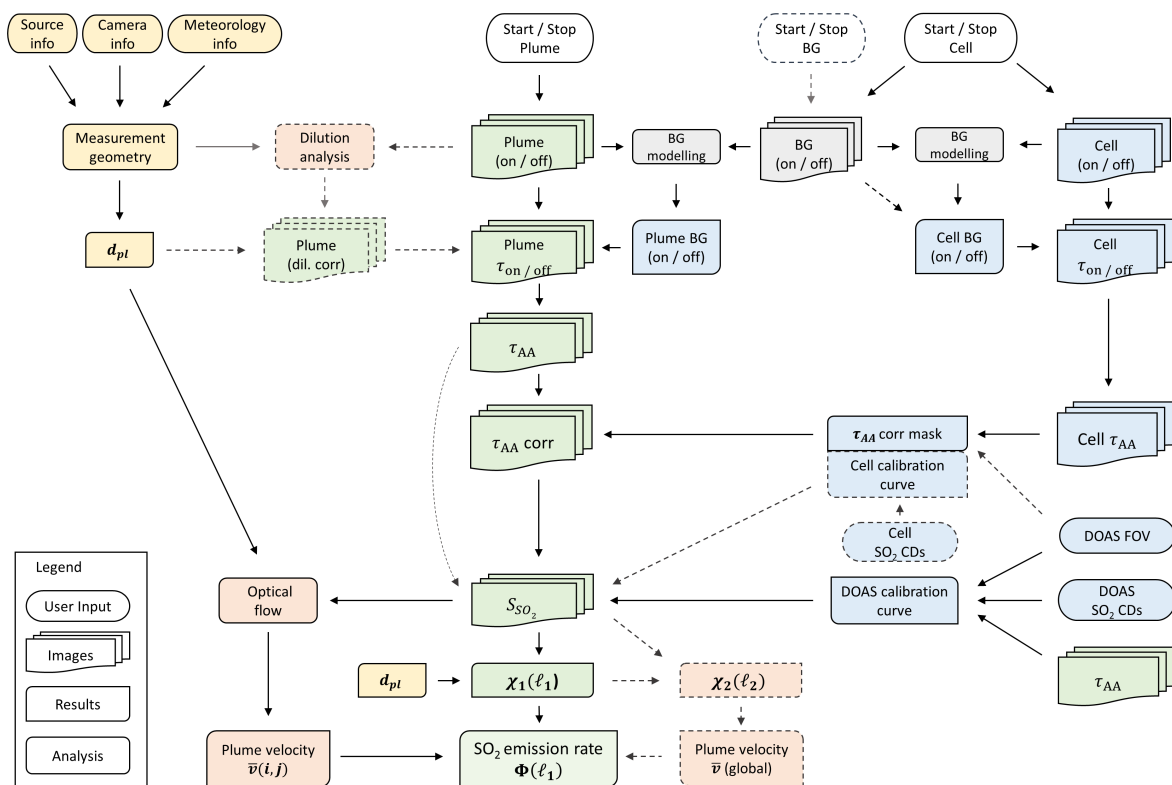 Source
info
Camera
info
Meteorology
info
Start / Stop
Plume
Start / Stop
BG
Start / Stop
Cell
Measurement
geometry
Dilution
analysis
Plume
(on / off)
BG
modelling
BG
(on / off)
BG
modelling
Cell
(on / off)
d_pl
Plume
(dil. corr)
Plume
τ_on / off
Plume BG
(on / off)
Cell BG
(on / off)
Cell
τ_on / off
τ_AA
τ_AA corr
τ_AA corr mask
Cell calibration
curve
Cell τ_AA
Cell
SO₂ CDs
DOAS FOV
Legend
User Input
Images
Results
Analysis
Optical
flow
S_SO₂
DOAS calibration
curve
DOAS
SO₂ CDs
d_pl
χ₁(ℓ₁)
χ₂(ℓ₂)
τ_AA
Plume velocity
v̅(i, j)
SO₂ emission rate
Φ(ℓ₁)
Plume velocity
v̅ (global)